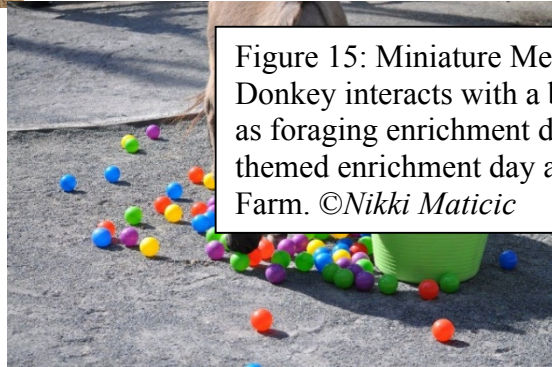 Figure 15: Miniature Me
Donkey interacts with a
as foraging enrichment d
themed enrichment day a
Farm. ©Nikki Maticic